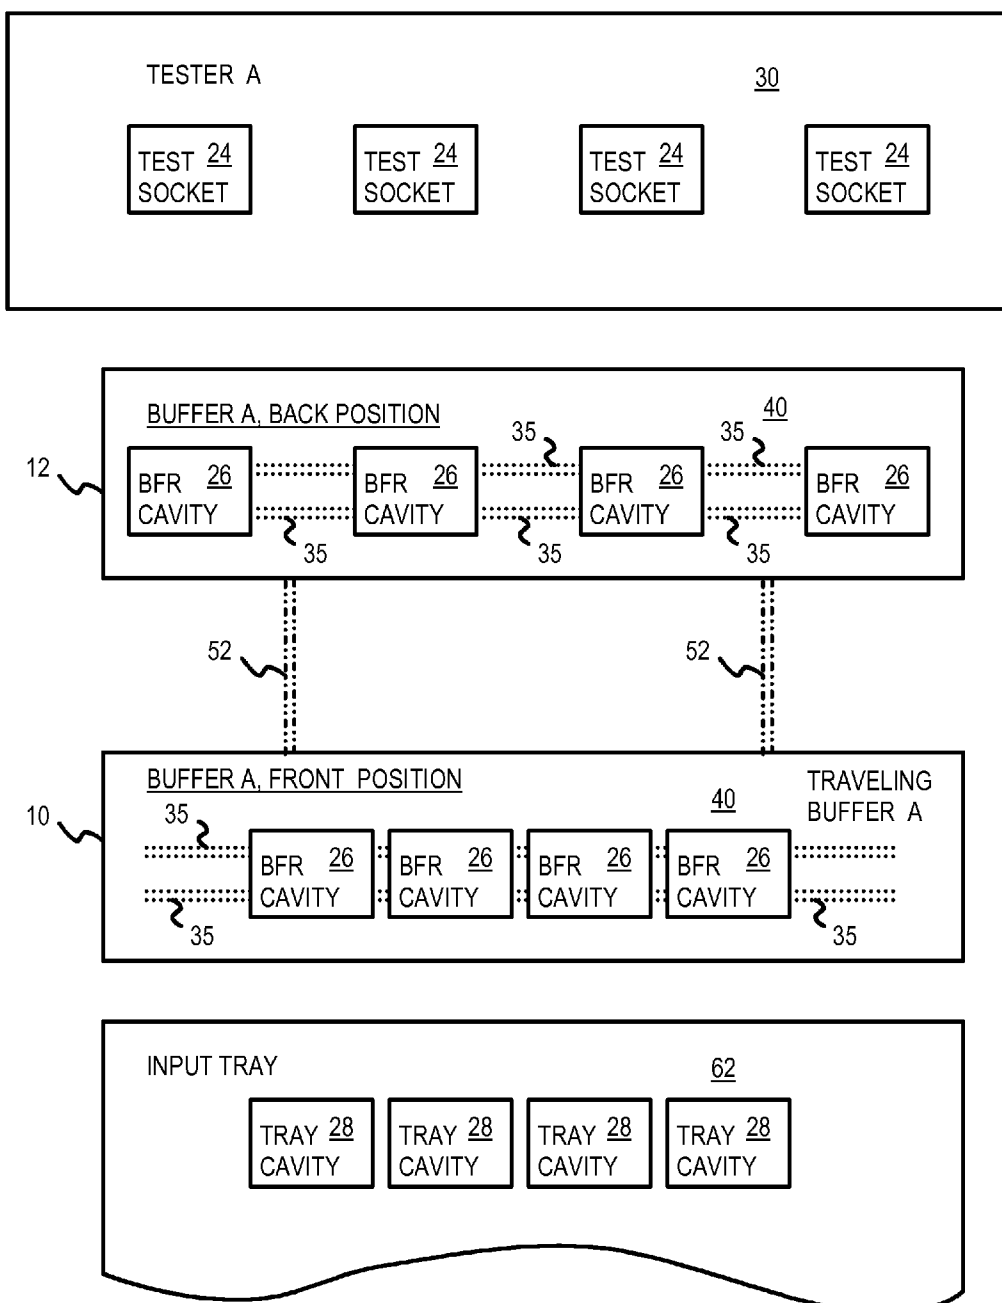 TESTER A
30
TEST 24
SOCKET
TEST 24
SOCKET
TEST 24
SOCKET
TEST 24
SOCKET
BUFFER A, BACK POSITION
40
35
35
12
BFR 26
CAVITY
BFR 26
CAVITY
BFR 26
CAVITY
BFR 26
CAVITY
35
35
35
52
52
BUFFER A, FRONT POSITION
TRAVELING
BUFFER A
40
10
35
BFR 26
CAVITY
BFR 26
CAVITY
BFR 26
CAVITY
BFR 26
CAVITY
35
35
INPUT TRAY
62
TRAY 28
CAVITY
TRAY 28
CAVITY
TRAY 28
CAVITY
TRAY 28
CAVITY